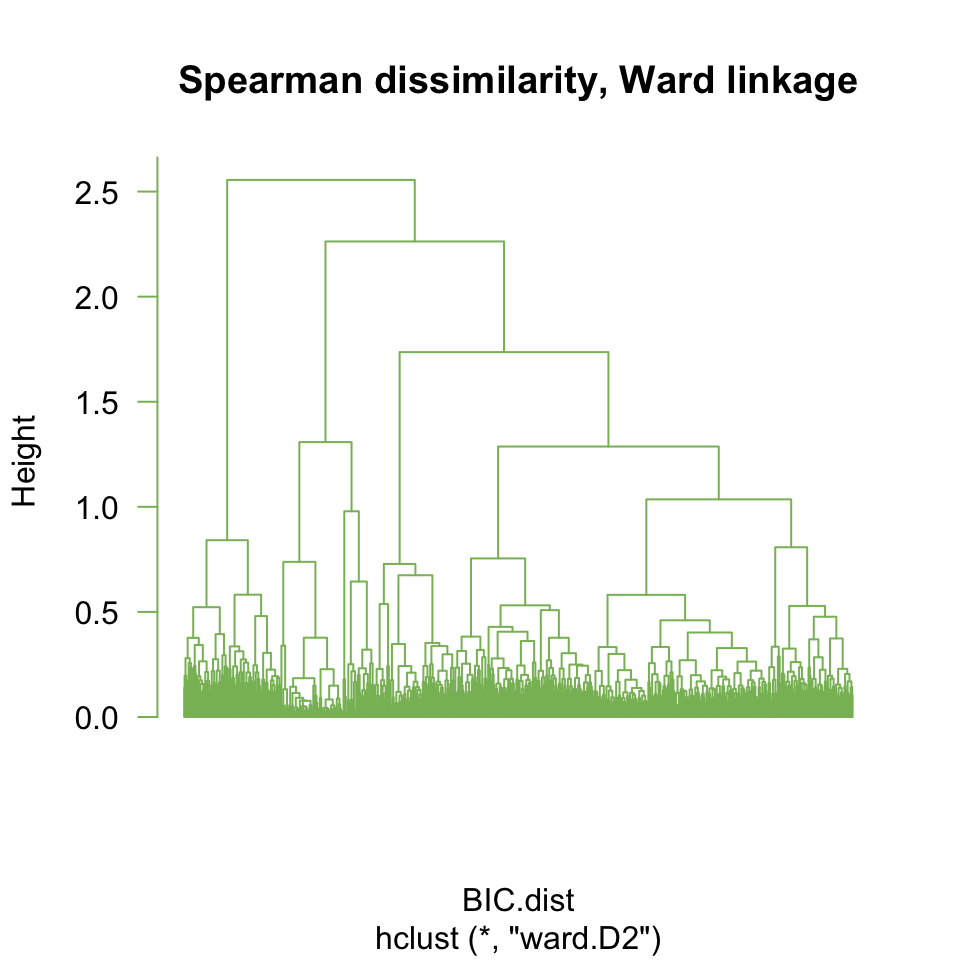 Spearman dissimilarity, Ward linkage
2.5
2.0
1.5
1.0
0.5
0.0
Height
BIC.dist
hclust (*, "ward.D2")